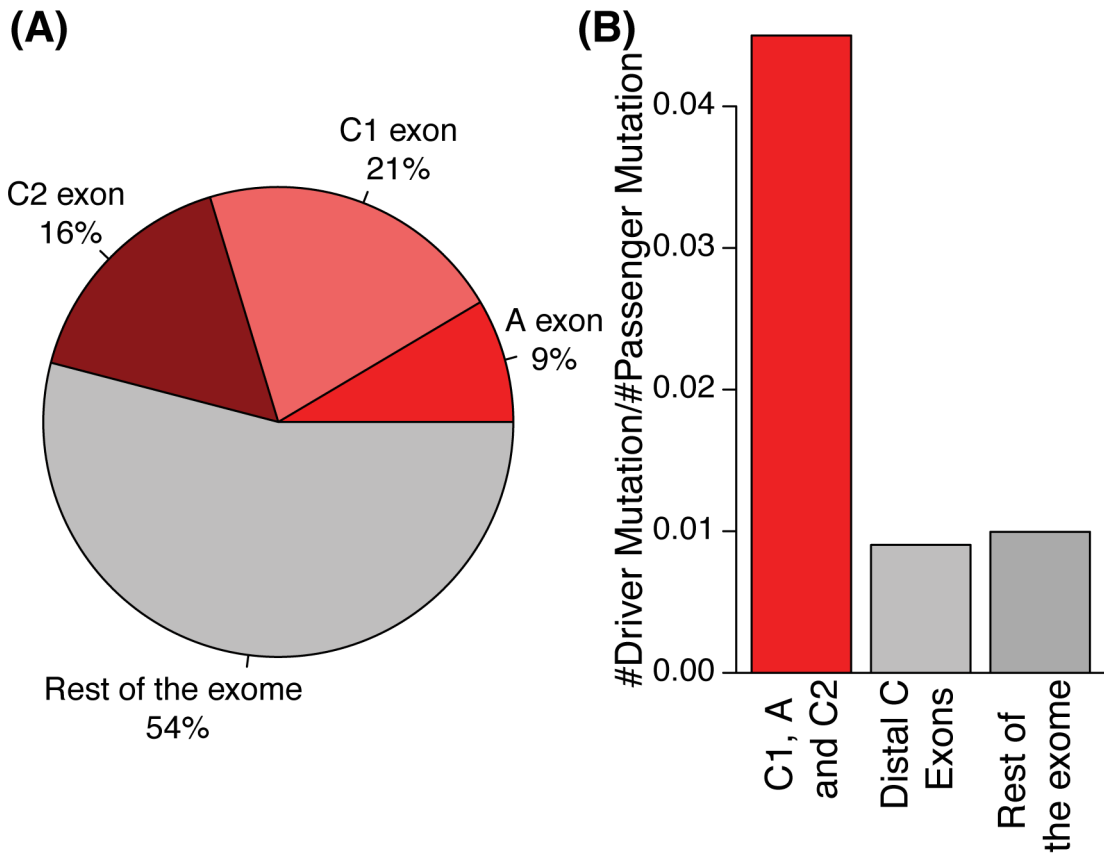 (A)
C1 exon
21%
C2 exon
16%
A exon
9%
Rest of the exome
54%
(B)
#Driver Mutation/#Passenger Mutation
0.04
0.03
0.02
0.01
0.00
C1, A
and C2
Distal C
Exons
Rest of
the exome